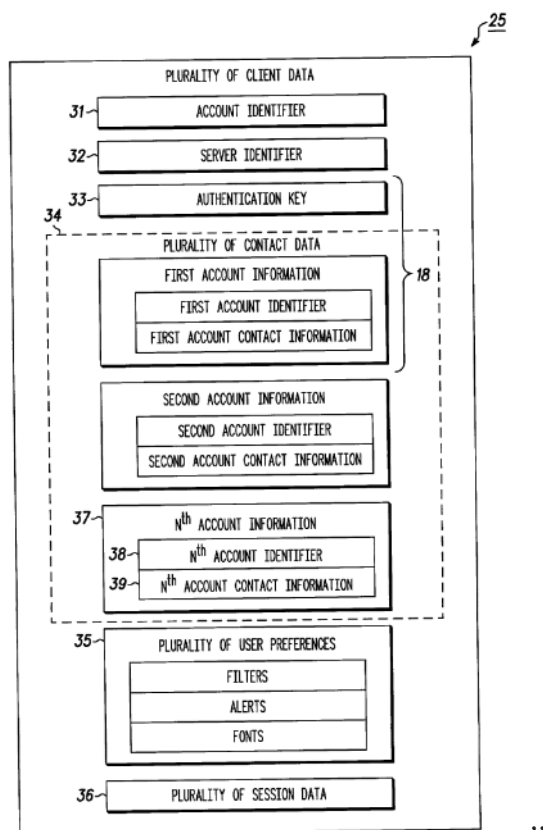 25
PLURALITY OF CLIENT DATA
31 ACCOUNT IDENTIFIER
32 SERVER IDENTIFIER
33 AUTHENTICATION KEY
34
PLURALITY OF CONTACT DATA
FIRST ACCOUNT INFORMATION
18
FIRST ACCOUNT IDENTIFIER
FIRST ACCOUNT CONTACT INFORMATION
SECOND ACCOUNT INFORMATION
SECOND ACCOUNT IDENTIFIER
SECOND ACCOUNT CONTACT INFORMATION
37
Nth ACCOUNT INFORMATION
38 Nth ACCOUNT IDENTIFIER
39 Nth ACCOUNT CONTACT INFORMATION
35
PLURALITY OF USER PREFERENCES
FILTERS
ALERTS
FONTS
36 PLURALITY OF SESSION DATA